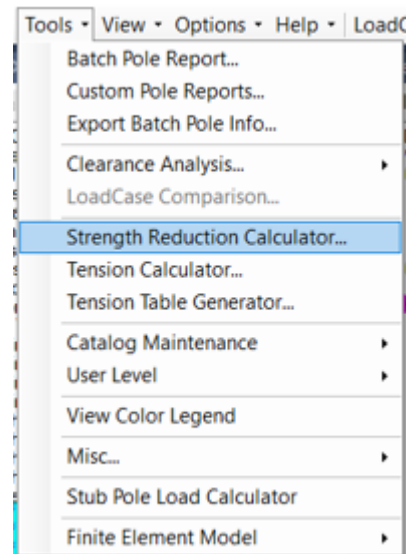 Tools View Options Help LoadC
Batch Pole Report...
Custom Pole Reports...
Export Batch Pole Info...
Clearance Analysis...
LoadCase Comparison...
Strength Reduction Calculator...
Tension Calculator...
Tension Table Generator...
Catalog Maintenance
User Level
View Color Legend
Misc...
Stub Pole Load Calculator
Finite Element Model